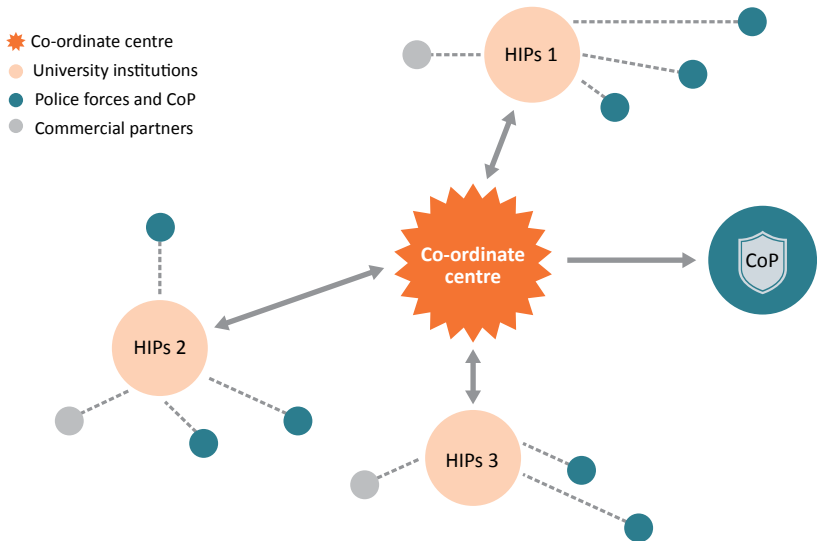 Co-ordinate centre
University institutions
Police forces and CoP
Commercial partners
HIPs 1
Co-ordinate
centre
CoP
HIPs 2
HIPs 3